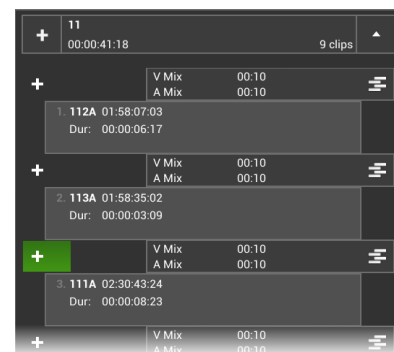 11
00:00:41:18 9 clips
V Mix 00:10
A Mix 00:10
1. 112A 01:58:07:03
Dur: 00:00:06:17
V Mix 00:10
A Mix 00:10
2. 113A 01:58:35:02
Dur: 00:00:03:09
V Mix 00:10
A Mix 00:10
3. 111A 02:30:43:24
Dur: 00:00:08:23
V Mix 00:10
A Mix 00:10